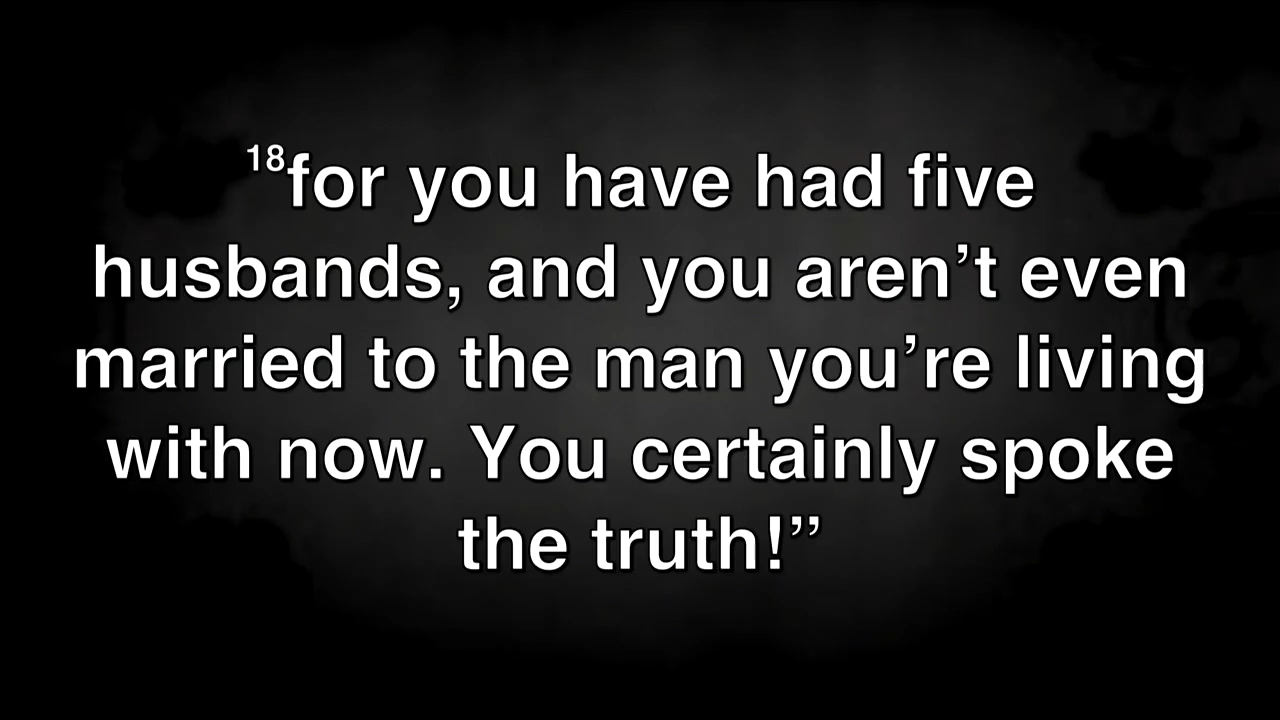 ¹⁸for you have had five
husbands, and you aren’t even
married to the man you’re living
with now. You certainly spoke
the truth!”